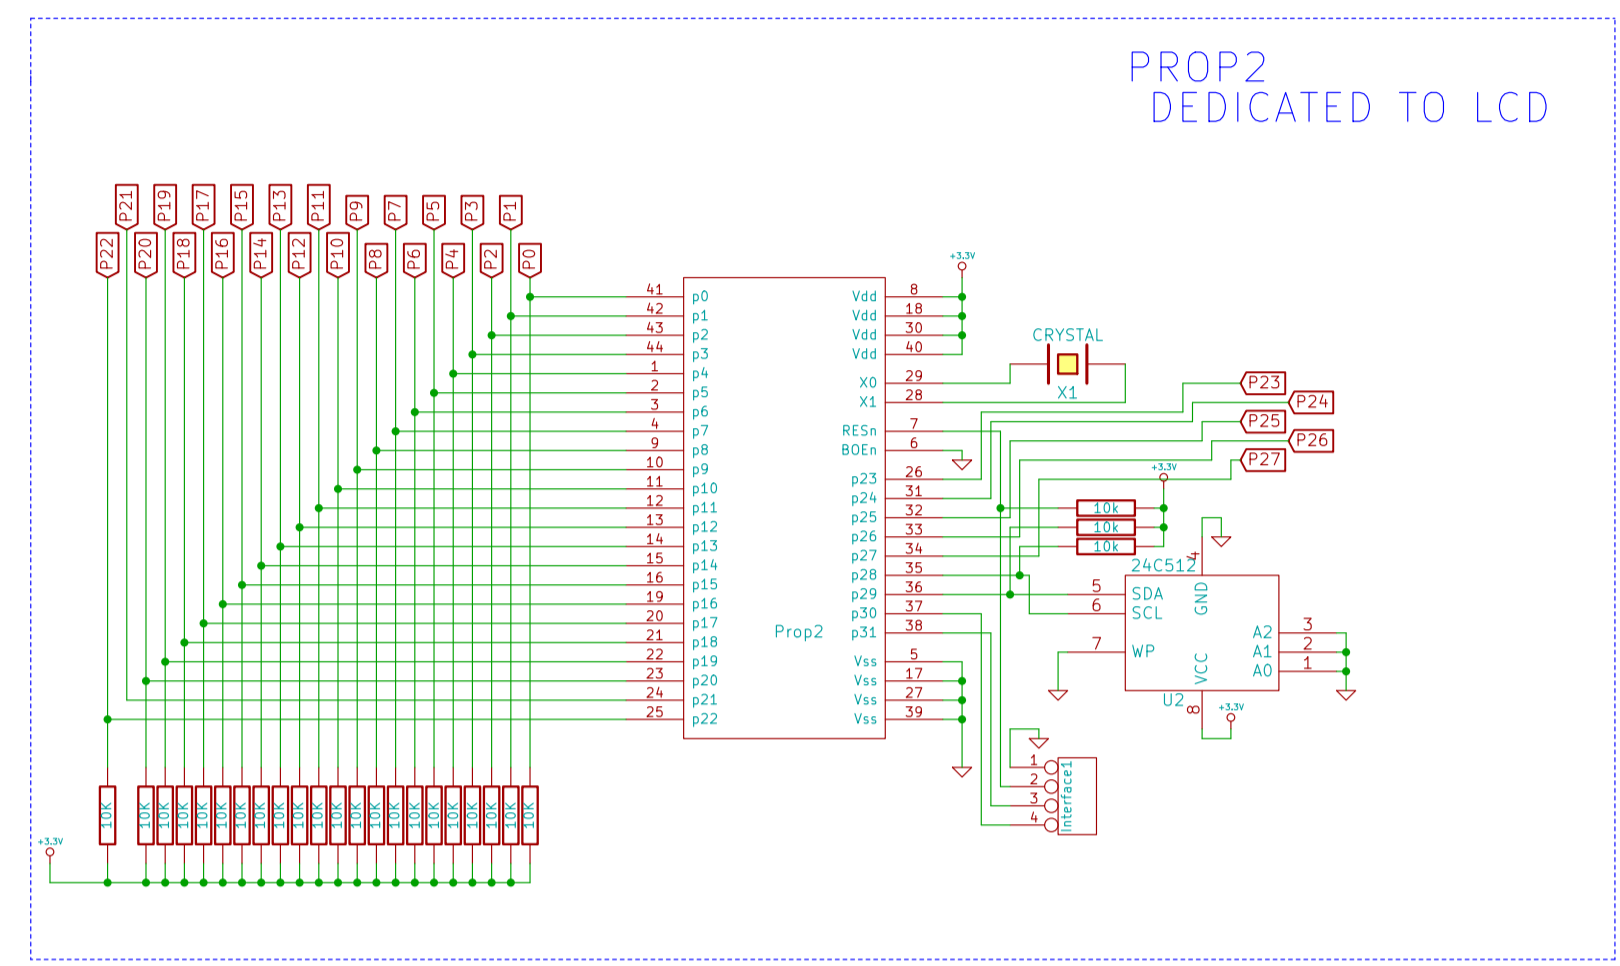 PROP2
DEDICATED TO LCD
P21 P19 P17 P15 P13 P11 P9 P7 P5 P3 P1
P22 P20 P18 P16 P14 P12 P10 P8 P6 P4 P2 P0
41 p0
42 p1
43 p2
44 p3
1 p4
2 p5
3 p6
4 p7
9 p8
10 p9
11 p10
12 p11
13 p12
14 p13
15 p14
16 p15
19 p16
20 p17
21 p18
22 p19
23 p20
24 p21
25 p22
Prop2
+3.3V
Vdd 8
Vdd 18
Vdd 30
Vdd 40
X0 29
X1 28
RESn 7
BOEn 6
p23 26
p24 31
p25 32
p26 33
p27 34
p28 35
p29 36
p30 37
p31 38
Vss 5
Vss 17
Vss 27
Vss 39
CRYSTAL
X1
P23
P24
P25
P26
P27
+3.3V
10k
10k
10k
24C512
4
GND
5 SDA
6 SCL
7 WP
A2 3
A1 2
A0 1
VCC
U2
8
+3.3V
1
2
3
4
Interface1
10K 10K 10K 10K 10K 10K 10K 10K 10K 10K 10K 10K 10K 10K 10K 10K 10K 10K 10K 10K 10K 10K
+3.3V